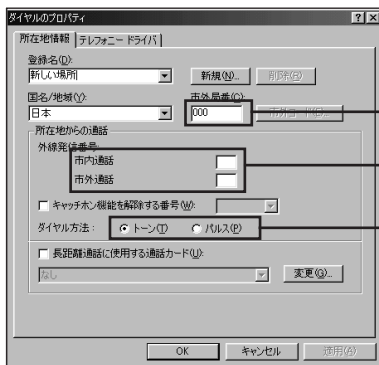 ダイヤルのプロパティ
所在地情報 テレフォニー ドライバ
登録名(D):
新しい場所 新規(N)... 削除(R)
国名/地域(Y): 市外局番(C):
日本 000
所在地からの通話
外線発信番号:
市内通話
市外通話
キャッチホン機能を解除する番号(W):
ダイヤル方法: トーン(T) パルス(P)
長距離通話に使用する通話カード(U):
なし 変更(G)...
OK キャンセル 適用(A)